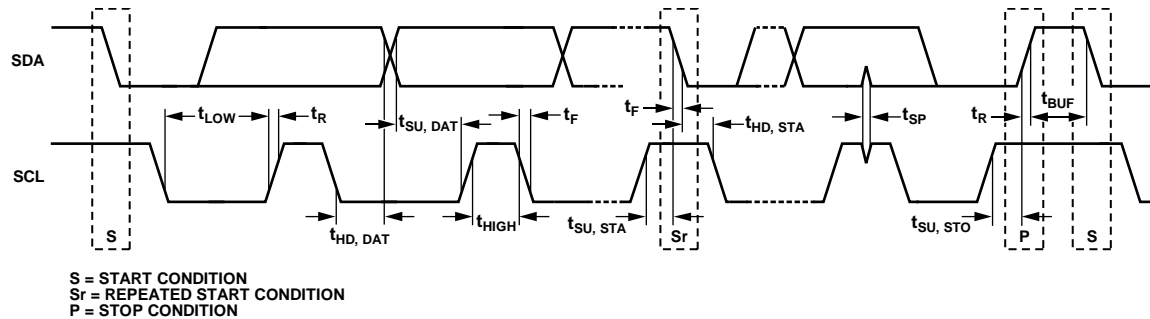 SDA
tLOW
tR
tSU, DAT
tF
tF
tHD, STA
tSP
tR
tBUF
SCL
S
tHD, DAT
tHIGH
tSU, STA
Sr
tSU, STO
P
S
S = START CONDITION
Sr = REPEATED START CONDITION
P = STOP CONDITION